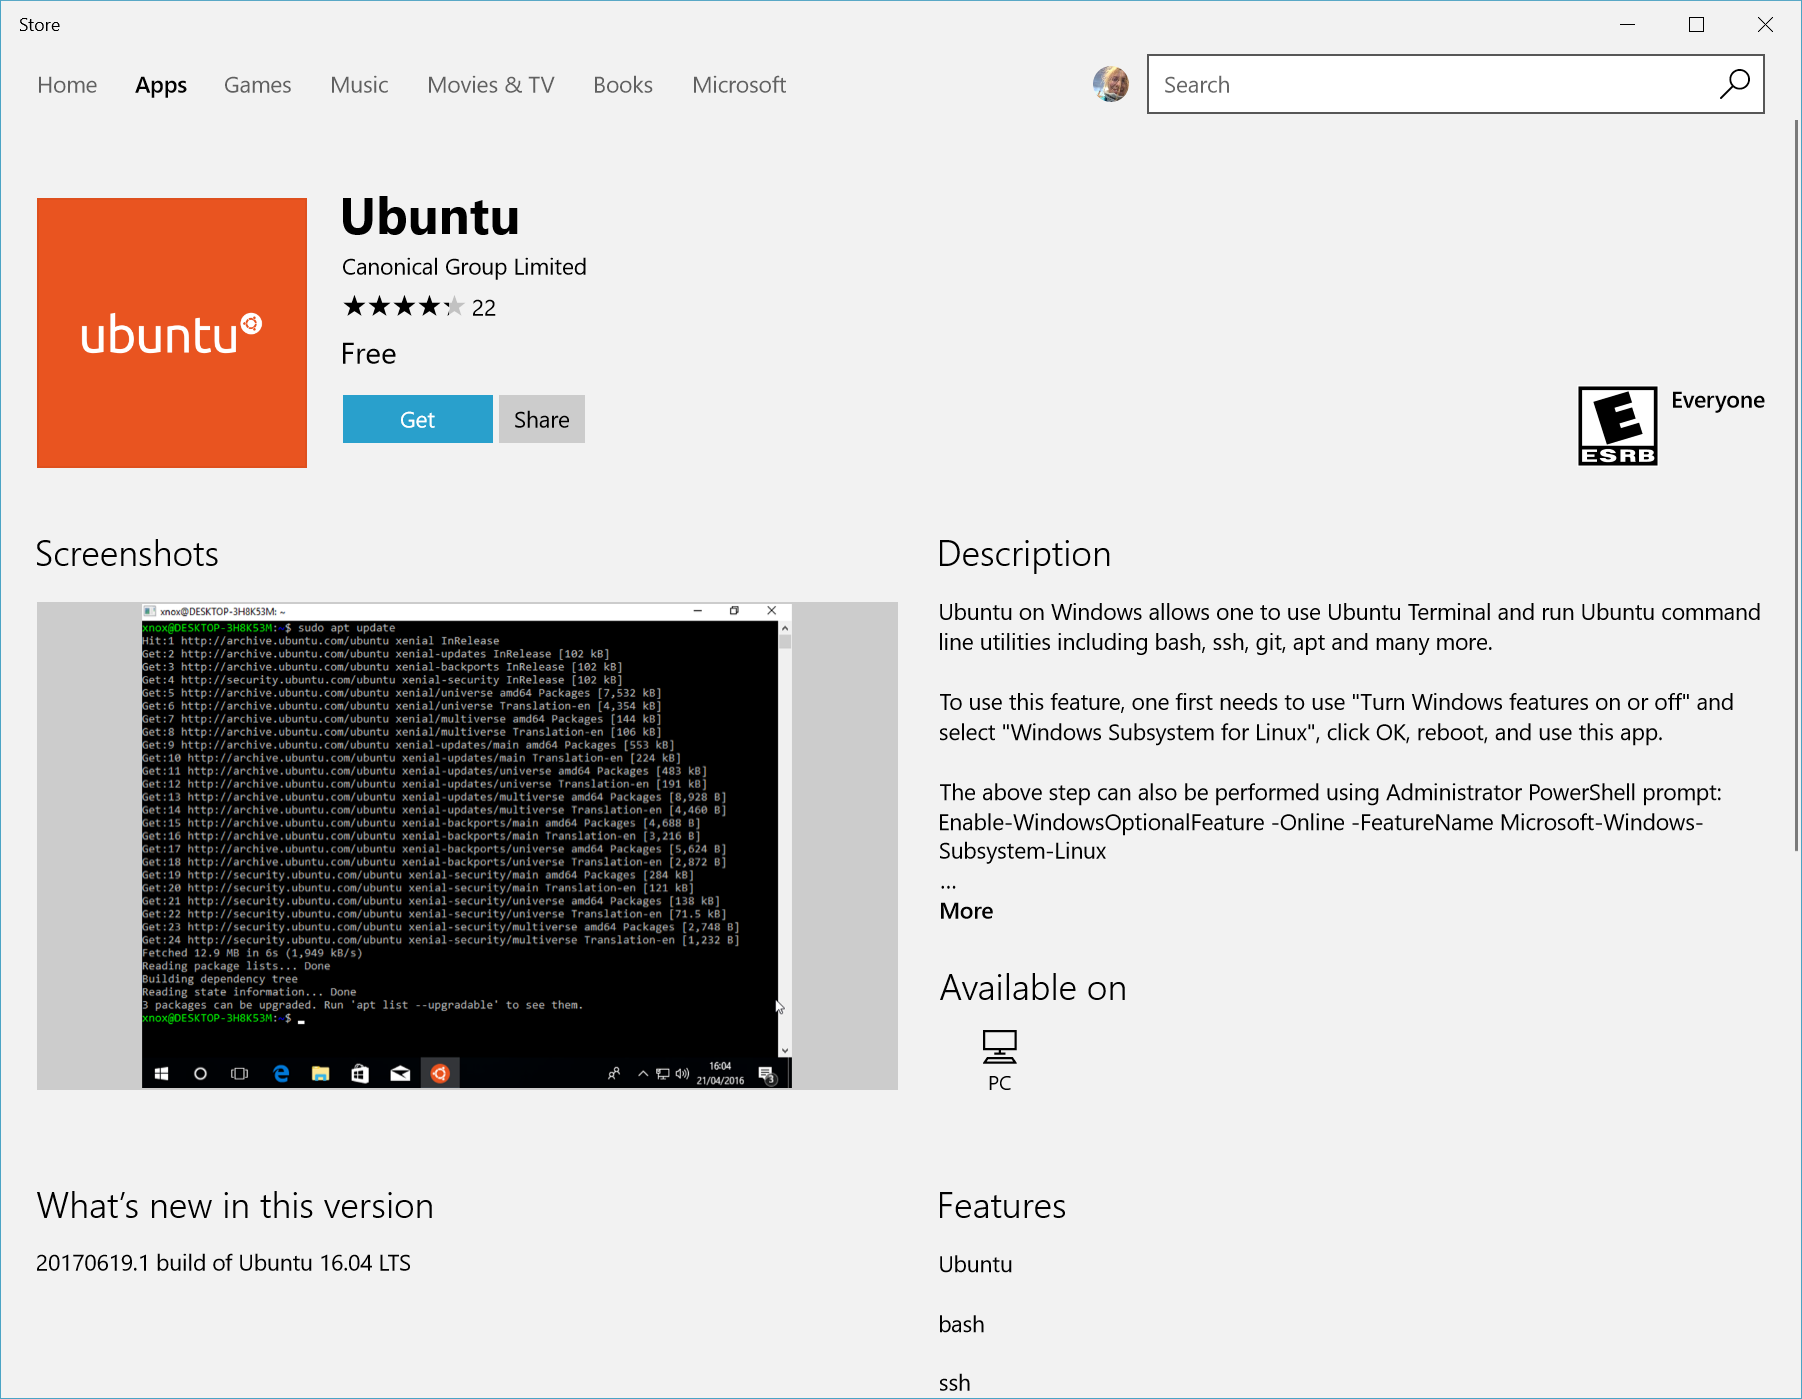 Store
Home Apps Games Music Movies & TV Books Microsoft
Search
ubuntu
Ubuntu
Canonical Group Limited
22
Free
Get Share
E
ESRB
Everyone
Screenshots
xnox@DESKTOP-3H8K53M: ~
xnox@DESKTOP-3H8K53M: $ sudo apt update
Hit:1 http://archive.ubuntu.com/ubuntu xenial InRelease
Get:2 http://archive.ubuntu.com/ubuntu xenial-updates InRelease [102 kB]
Get:3 http://archive.ubuntu.com/ubuntu xenial-backports InRelease [102 kB]
Get:4 http://security.ubuntu.com/ubuntu xenial-security InRelease [102 kB]
Get:5 http://archive.ubuntu.com/ubuntu xenial/universe amd64 Packages [7,532 kB]
Get:6 http://archive.ubuntu.com/ubuntu xenial/universe Translation-en [4,354 kB]
Get:7 http://archive.ubuntu.com/ubuntu xenial/multiverse amd64 Packages [144 kB]
Get:8 http://archive.ubuntu.com/ubuntu xenial/multiverse Translation-en [106 kB]
Get:9 http://archive.ubuntu.com/ubuntu xenial-updates/main amd64 Packages [553 kB]
Get:10 http://archive.ubuntu.com/ubuntu xenial-updates/main Translation-en [224 kB]
Get:11 http://archive.ubuntu.com/ubuntu xenial-updates/universe amd64 Packages [483 kB]
Get:12 http://archive.ubuntu.com/ubuntu xenial-updates/universe Translation-en [191 kB]
Get:13 http://archive.ubuntu.com/ubuntu xenial-updates/multiverse amd64 Packages [8,928 B]
Get:14 http://archive.ubuntu.com/ubuntu xenial-updates/multiverse Translation-en [4,460 B]
Get:15 http://archive.ubuntu.com/ubuntu xenial-backports/main amd64 Packages [4,688 B]
Get:16 http://archive.ubuntu.com/ubuntu xenial-backports/main Translation-en [3,216 B]
Get:17 http://archive.ubuntu.com/ubuntu xenial-backports/universe amd64 Packages [5,624 B]
Get:18 http://archive.ubuntu.com/ubuntu xenial-backports/universe Translation-en [2,872 B]
Get:19 http://security.ubuntu.com/ubuntu xenial-security/main amd64 Packages [284 kB]
Get:20 http://security.ubuntu.com/ubuntu xenial-security/main Translation-en [121 kB]
Get:21 http://security.ubuntu.com/ubuntu xenial-security/universe amd64 Packages [138 kB]
Get:22 http://security.ubuntu.com/ubuntu xenial-security/universe Translation-en [71.5 kB]
Get:23 http://security.ubuntu.com/ubuntu xenial-security/multiverse amd64 Packages [2,748 B]
Get:24 http://security.ubuntu.com/ubuntu xenial-security/multiverse Translation-en [1,232 B]
Fetched 12.9 MB in 6s (1,949 kB/s)
Reading package lists... Done
Building dependency tree
Reading state information... Done
3 packages can be upgraded. Run 'apt list --upgradable' to see them.
xnox@DESKTOP-3H8K53M: $
16:04
21/04/2016
3
Description
Ubuntu on Windows allows one to use Ubuntu Terminal and run Ubuntu command
line utilities including bash, ssh, git, apt and many more.
To use this feature, one first needs to use "Turn Windows features on or off" and
select "Windows Subsystem for Linux", click OK, reboot, and use this app.
The above step can also be performed using Administrator PowerShell prompt:
Enable-WindowsOptionalFeature -Online -FeatureName Microsoft-Windows-
Subsystem-Linux
...
More
Available on
PC
What's new in this version
20170619.1 build of Ubuntu 16.04 LTS
Features
Ubuntu
bash
ssh